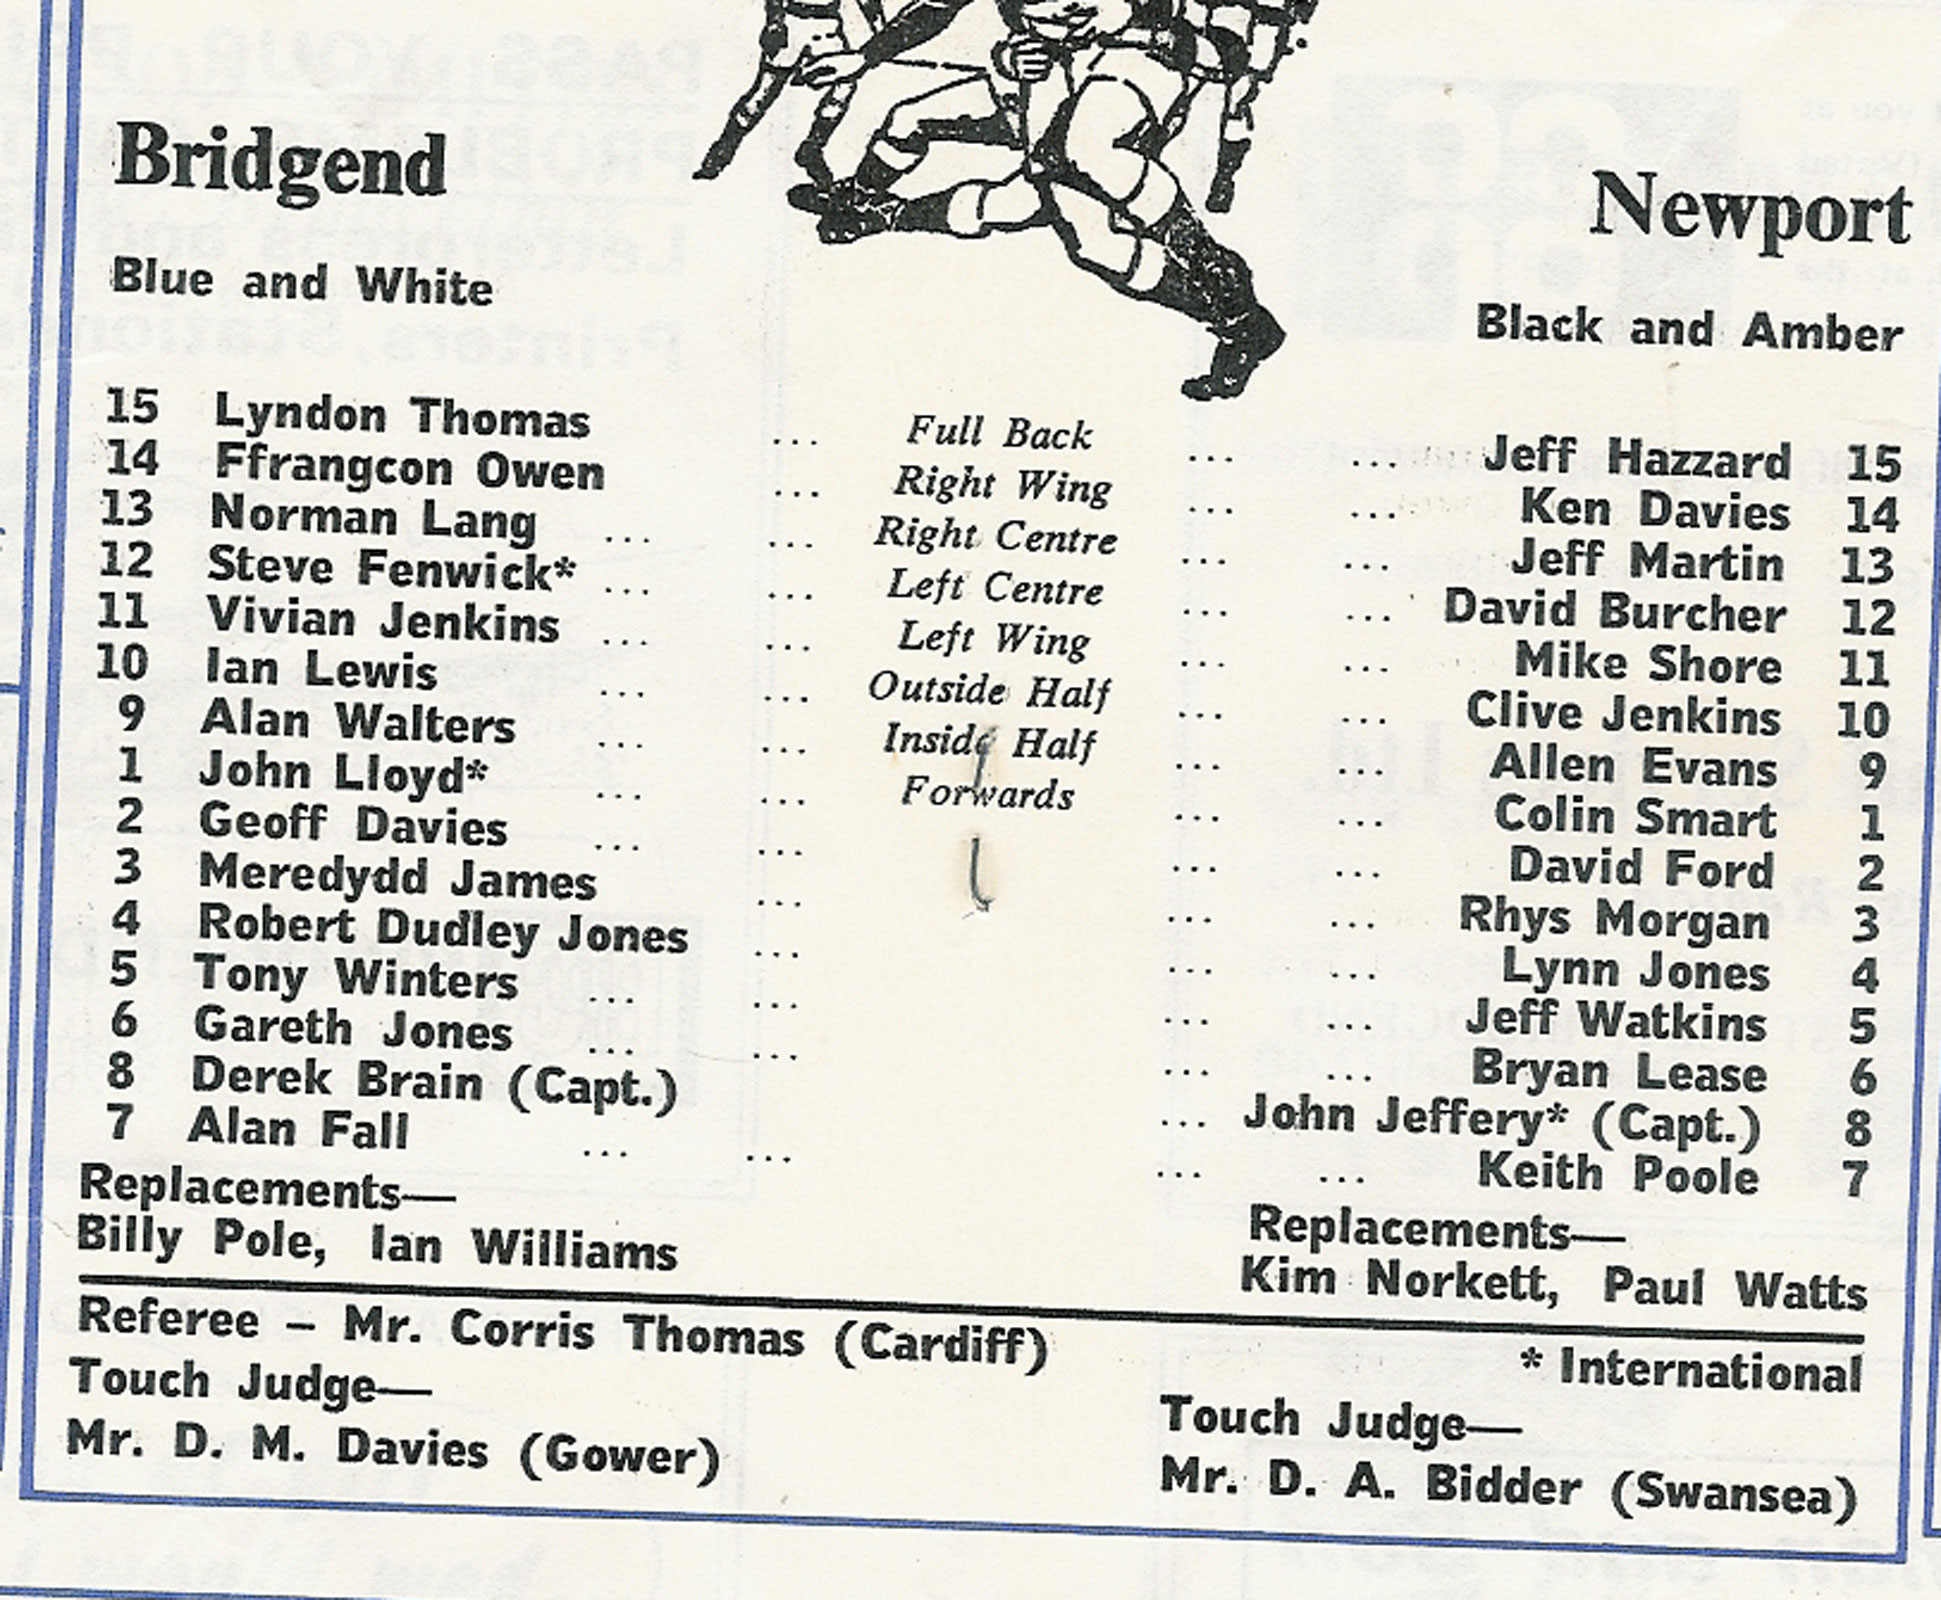 Bridgend
Newport
Blue and White
Black and Amber
15 Lyndon Thomas ... Full Back ... ... Jeff Hazzard 15
14 Ffrangcon Owen ... Right Wing ... ... Ken Davies 14
13 Norman Lang ... ... Right Centre ... ... Jeff Martin 13
12 Steve Fenwick* ... ... Left Centre ... ... David Burcher 12
11 Vivian Jenkins ... ... Left Wing ... ... Mike Shore 11
10 Ian Lewis ... ... Outside Half ... ... Clive Jenkins 10
9 Alan Walters ... ... Inside Half ... ... Allen Evans 9
1 John Lloyd* ... ... Forwards ... ... Colin Smart 1
2 Geoff Davies ... ... ... ... David Ford 2
3 Meredydd James ... ... ... Rhys Morgan 3
4 Robert Dudley Jones ... ... ... Lynn Jones 4
5 Tony Winters ... ... ... ... Jeff Watkins 5
6 Gareth Jones ... ... ... ... Bryan Lease 6
8 Derek Brain (Capt.) ... John Jeffery* (Capt.) 8
7 Alan Fall ... ... ... ... Keith Poole 7
Replacements—
Billy Pole, Ian Williams
Replacements—
Kim Norkett, Paul Watts
Referee – Mr. Corris Thomas (Cardiff)
* International
Touch Judge—
Mr. D. M. Davies (Gower)
Touch Judge—
Mr. D. A. Bidder (Swansea)